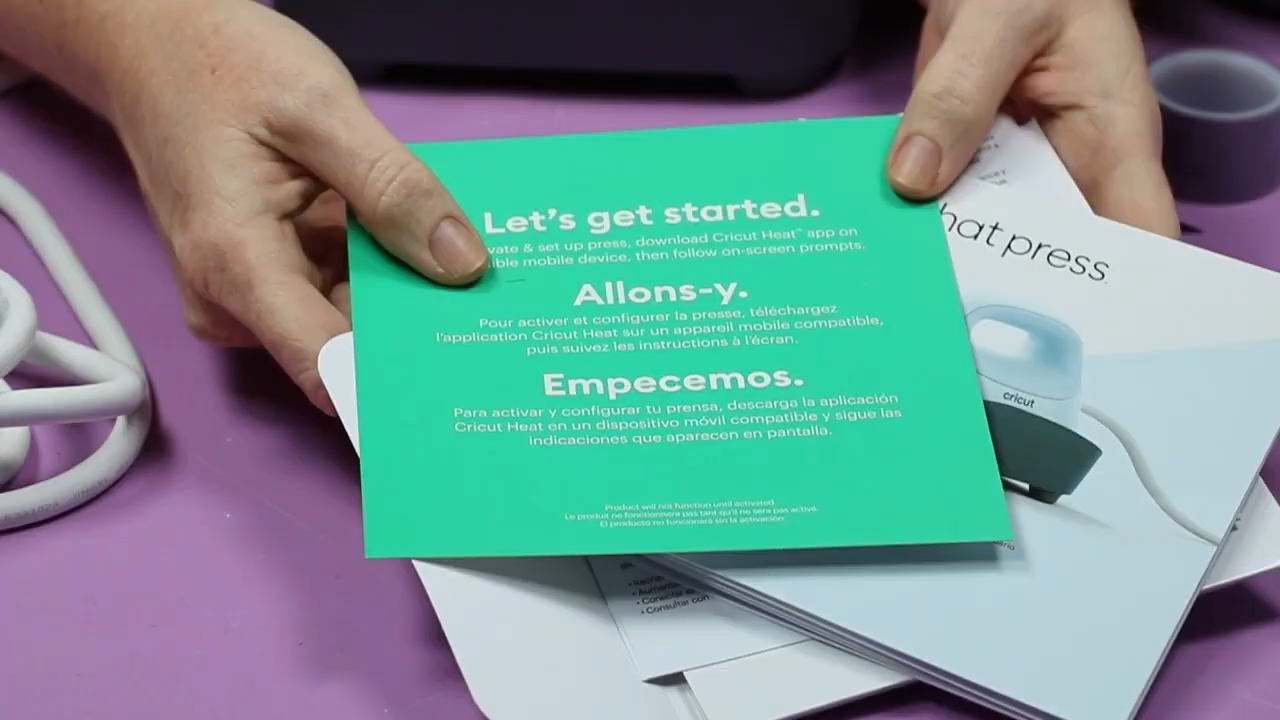 Let's get started.
& set up press, download Cricut Heat™ app on
mobile device, then follow on-screen prompts.
Allons-y.
Pour activer et configurer la presse, téléchargez
l'application Cricut Heat sur un appareil mobile compatible,
puis suivez les instructions à l'écran.
Empecemos.
Para activar y configurar tu prensa, descarga la aplicación
Cricut Heat en un dispositivo móvil compatible y sigue las
indicaciones que aparecen en pantalla.
Product will not function until activated.
Le produit ne fonctionnera pas tant qu'il ne sera pas activé.
El producto no funcionará sin la activación.
hat press.
cricut
• Consultar con